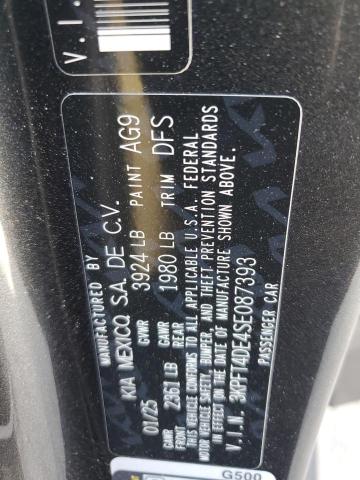 V.I.
MANUFACTURED BY
KIA MEXICO, S.A. DE C.V.
01/25 GVWR 3924 LB PAINT AG9
GAWR FRONT 2361 LB GAWR REAR 1980 LB TRIM DFS
THIS VEHICLE CONFORMS TO ALL APPLICABLE U.S.A. FEDERAL
MOTOR VEHICLE SAFETY, BUMPER, AND THEFT PREVENTION STANDARDS
IN EFFECT ON THE DATE OF MANUFACTURE SHOWN ABOVE.
V.I.N. 3KPFT4DE4SE087393
PASSENGER CAR
G500